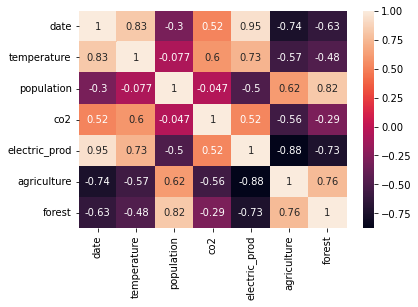 date 1 0.83 -0.3 0.52 0.95 -0.74 -0.63
temperature 0.83 1 -0.077 0.6 0.73 -0.57 -0.48
population -0.3 -0.077 1 -0.047 -0.5 0.62 0.82
co2 0.52 0.6 -0.047 1 0.52 -0.56 -0.29
electric_prod 0.95 0.73 -0.5 0.52 1 -0.88 -0.73
agriculture -0.74 -0.57 0.62 -0.56 -0.88 1 0.76
forest -0.63 -0.48 0.82 -0.29 -0.73 0.76 1
date
temperature
population
co2
electric_prod
agriculture
forest
1.00
0.75
0.50
0.25
0.00
-0.25
-0.50
-0.75